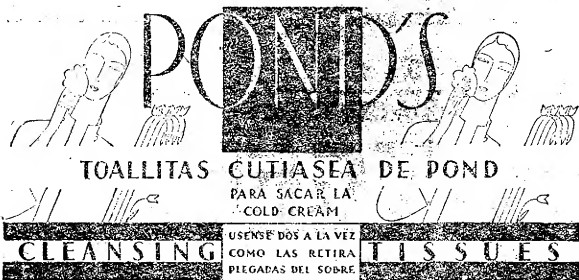 POND'S
TOALLITAS CUTIASEA DE POND
PARA SACAR LA
COLD CREAM
CLEANSING TISSUES
USENSE DOS A LA VEZ
COMO LAS RETIRA
PLEGADAS DEL SOBRE